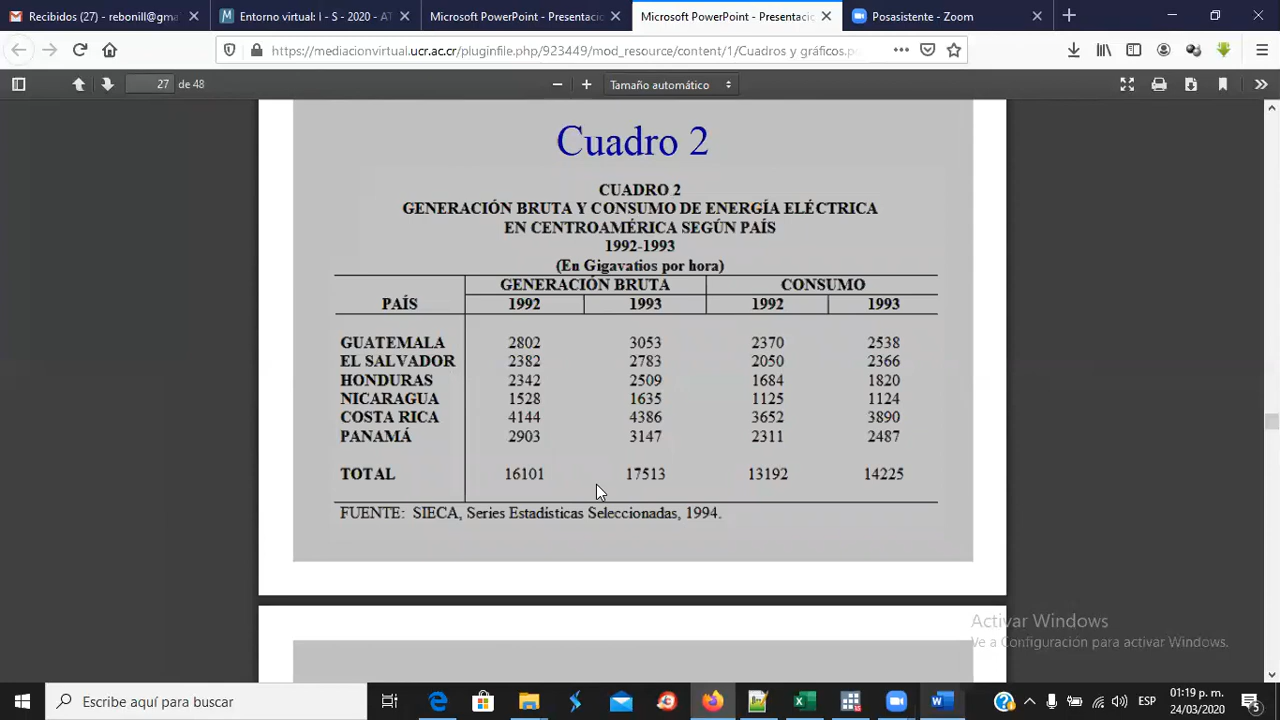 Recibidos (27) - rebonill@gma
Entorno virtual: I - S - 2020 - AT
Microsoft PowerPoint - Presentacio
Microsoft PowerPoint - Presentacio
Posasistente - Zoom
https://mediacionvirtual.ucr.ac.cr/pluginfile.php/923449/mod_resource/content/1/Cuadros y gráficos.p
27 de 48
Tamaño automático
Cuadro 2
CUADRO 2
GENERACIÓN BRUTA Y CONSUMO DE ENERGÍA ELÉCTRICA
EN CENTROAMÉRICA SEGÚN PAÍS
1992-1993
(En Gigavatios por hora)
GENERACIÓN BRUTA CONSUMO
PAÍS 1992 1993 1992 1993
GUATEMALA 2802 3053 2370 2538
EL SALVADOR 2382 2783 2050 2366
HONDURAS 2342 2509 1684 1820
NICARAGUA 1528 1635 1125 1124
COSTA RICA 4144 4386 3652 3890
PANAMÁ 2903 3147 2311 2487
TOTAL 16101 17513 13192 14225
FUENTE: SIECA, Series Estadísticas Seleccionadas, 1994.
Activar Windows
Ve a Configuración para activar Windows.
Escribe aquí para buscar
ESP
01:19 p. m.
24/03/2020
5